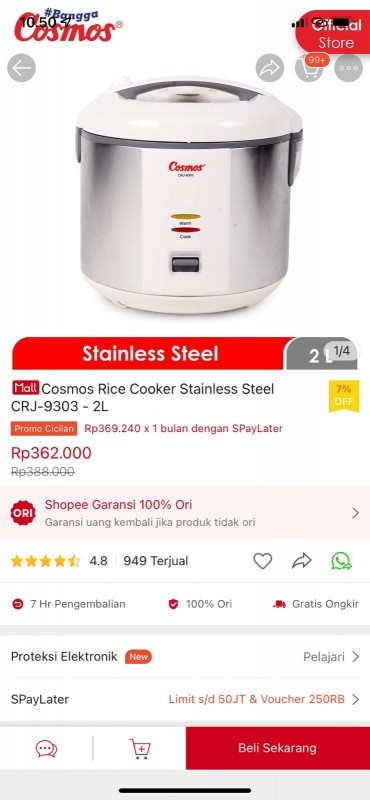 #Bangga
Cosmos®
10.50
Official
Store
99+
Cosmos
CRJ-9303
Warm
Cook
Stainless Steel
2 L
1/4
Mall Cosmos Rice Cooker Stainless Steel
CRJ-9303 - 2L
7%
OFF
Promo Cicilan Rp369.240 x 1 bulan dengan SPayLater
Rp362.000
Rp388.000
ORI
Shopee Garansi 100% Ori
Garansi uang kembali jika produk tidak ori
4.8 949 Terjual
7 Hr Pengembalian 100% Ori Gratis Ongkir
Proteksi Elektronik New Pelajari
SPayLater Limit s/d 50JT & Voucher 250RB
Beli Sekarang